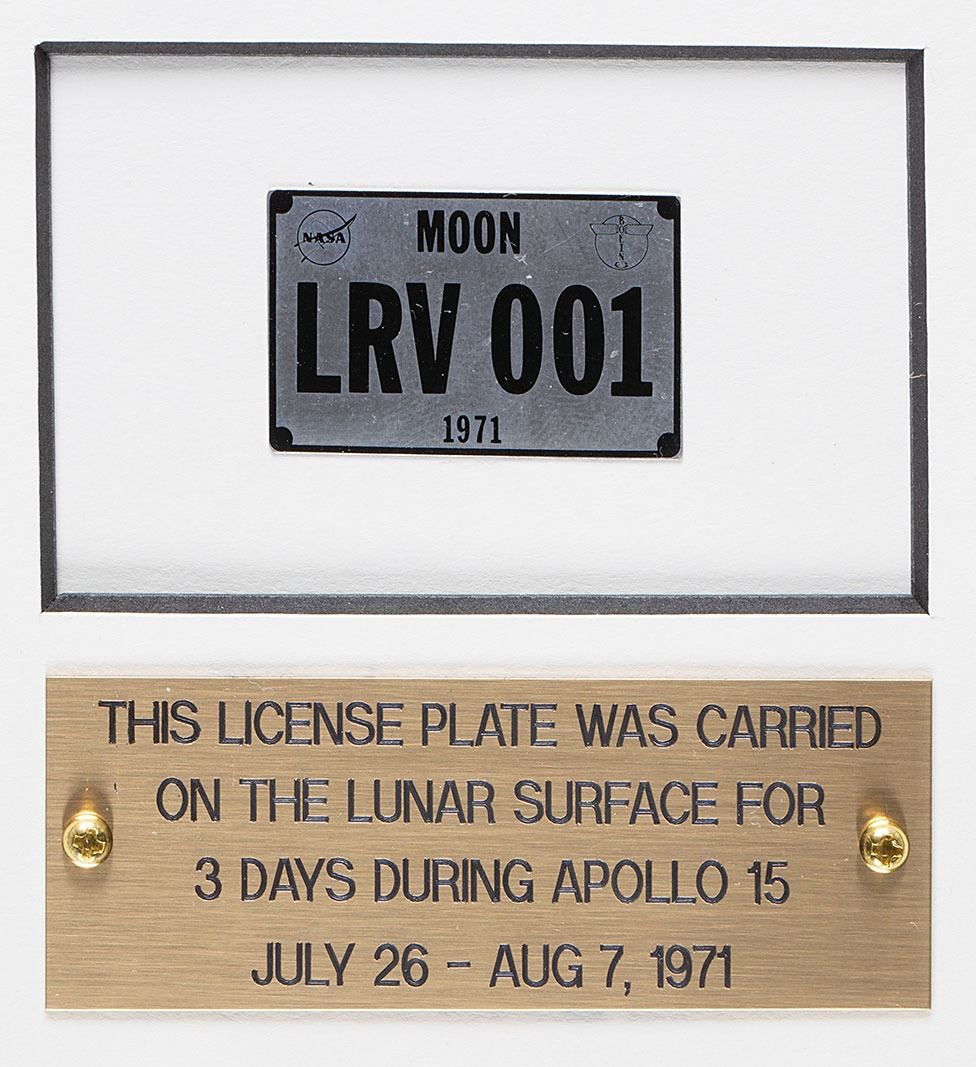 NASA
MOON
BOEING
LRV 001
1971
THIS LICENSE PLATE WAS CARRIED
ON THE LUNAR SURFACE FOR
3 DAYS DURING APOLLO 15
JULY 26 – AUG 7, 1971